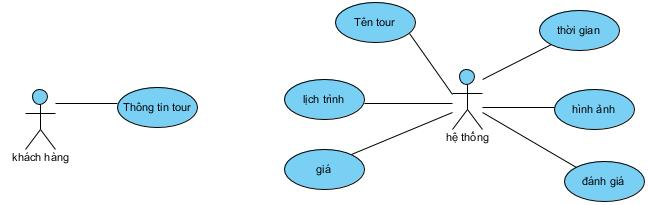 Tên tour
thời gian
lịch trình
Thông tin tour
hình ảnh
hệ thống
khách hàng
giá
đánh giá